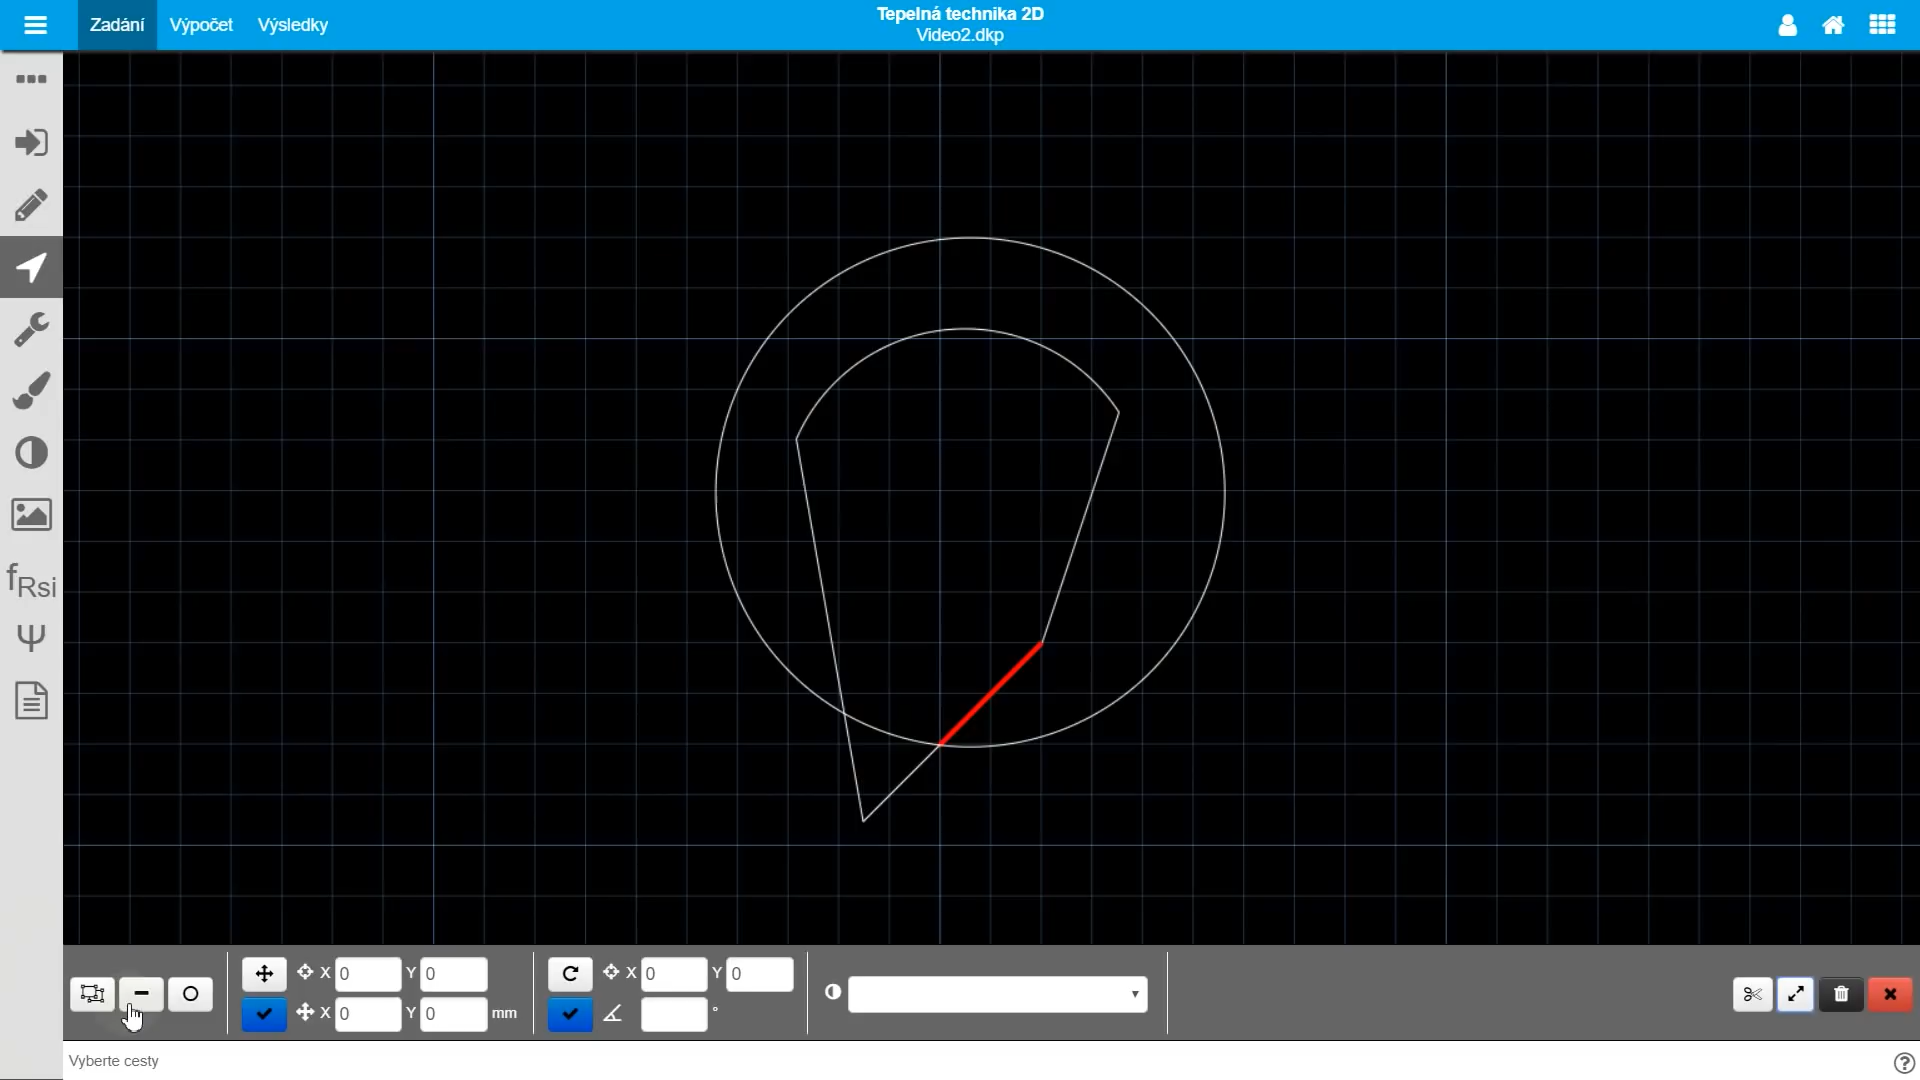 Zadání Výpočet Výsledky
Tepelná technika 2D
Video2.dkp
fRsi
Ψ
X 0 Y 0
X 0 Y 0 mm
X 0 Y 0
°
Vyberte cesty
?